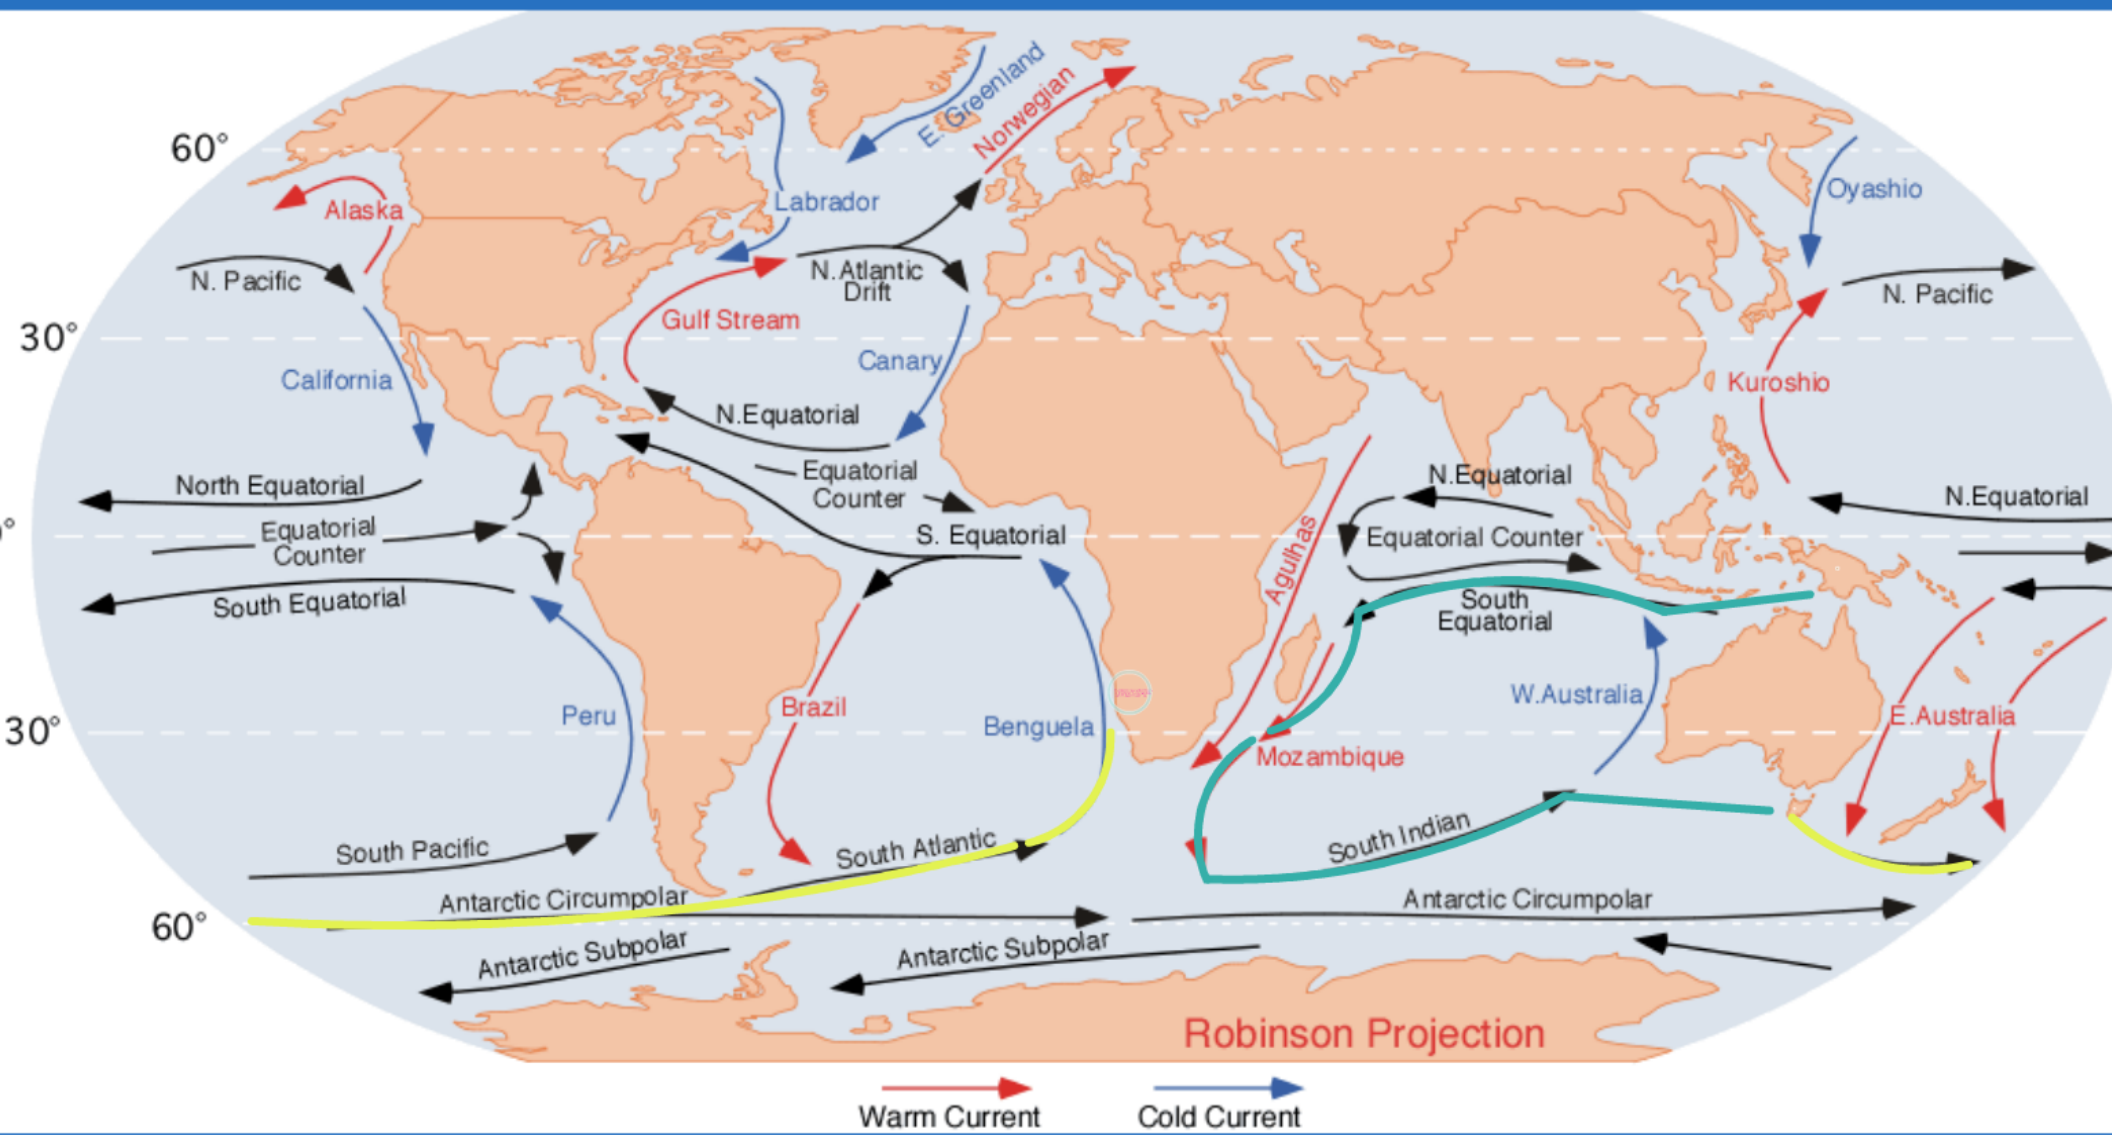 E. Greenland
Norwegian
60°
Labrador
Oyashio
Alaska
N. Pacific
N.Atlantic
Drift
N. Pacific
30°
Gulf Stream
Canary
California
Kuroshio
N.Equatorial
North Equatorial
Equatorial
Counter
N.Equatorial
N.Equatorial
°
Equatorial
Counter
S. Equatorial
Agulhas
Equatorial Counter
South Equatorial
South
Equatorial
Peru
Brazil
Benguela
W.Australia
E.Australia
30°
Mozambique
South Pacific
South Atlantic
South Indian
Antarctic Circumpolar
Antarctic Circumpolar
60°
Antarctic Subpolar
Antarctic Subpolar
Robinson Projection
Warm Current
Cold Current